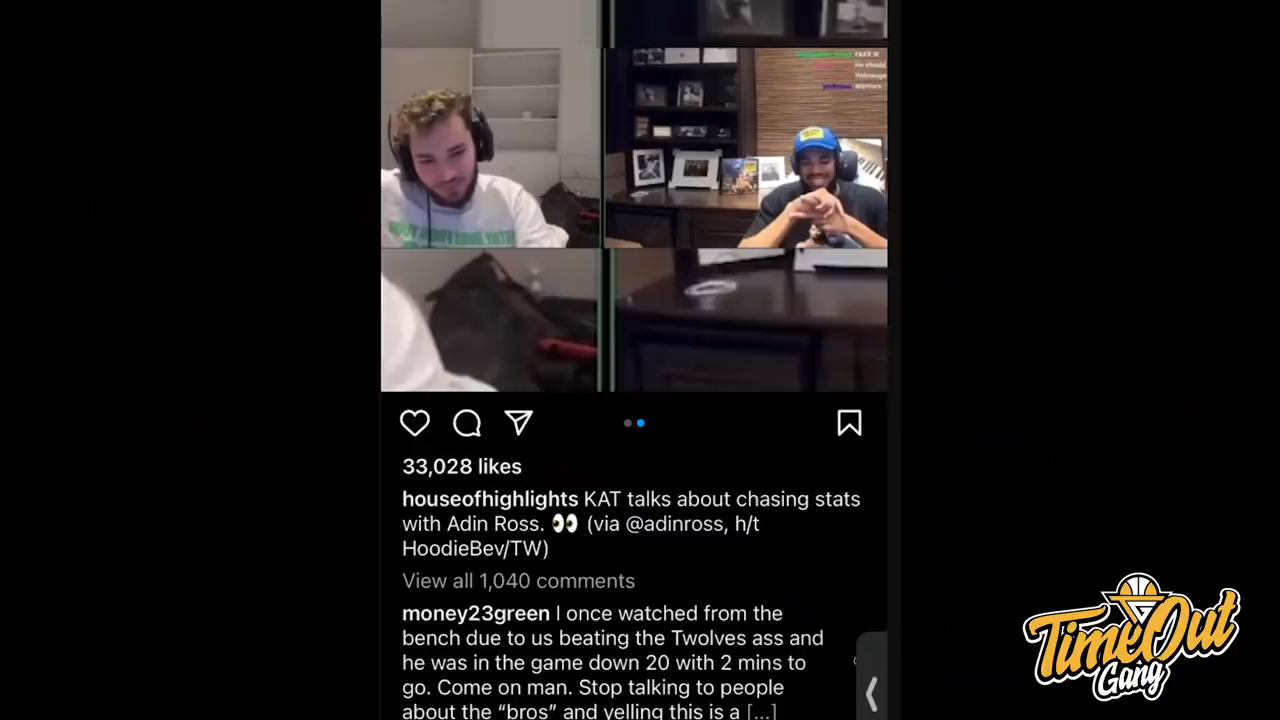 33,028 likes
houseofhighlights KAT talks about chasing stats
with Adin Ross. 👀 (via @adinross, h/t
HoodieBev/TW)
View all 1,040 comments
money23green I once watched from the
bench due to us beating the Twolves ass and
he was in the game down 20 with 2 mins to
go. Come on man. Stop talking to people
about the “bros” and yelling this is a [...]
TimeOut
Gang